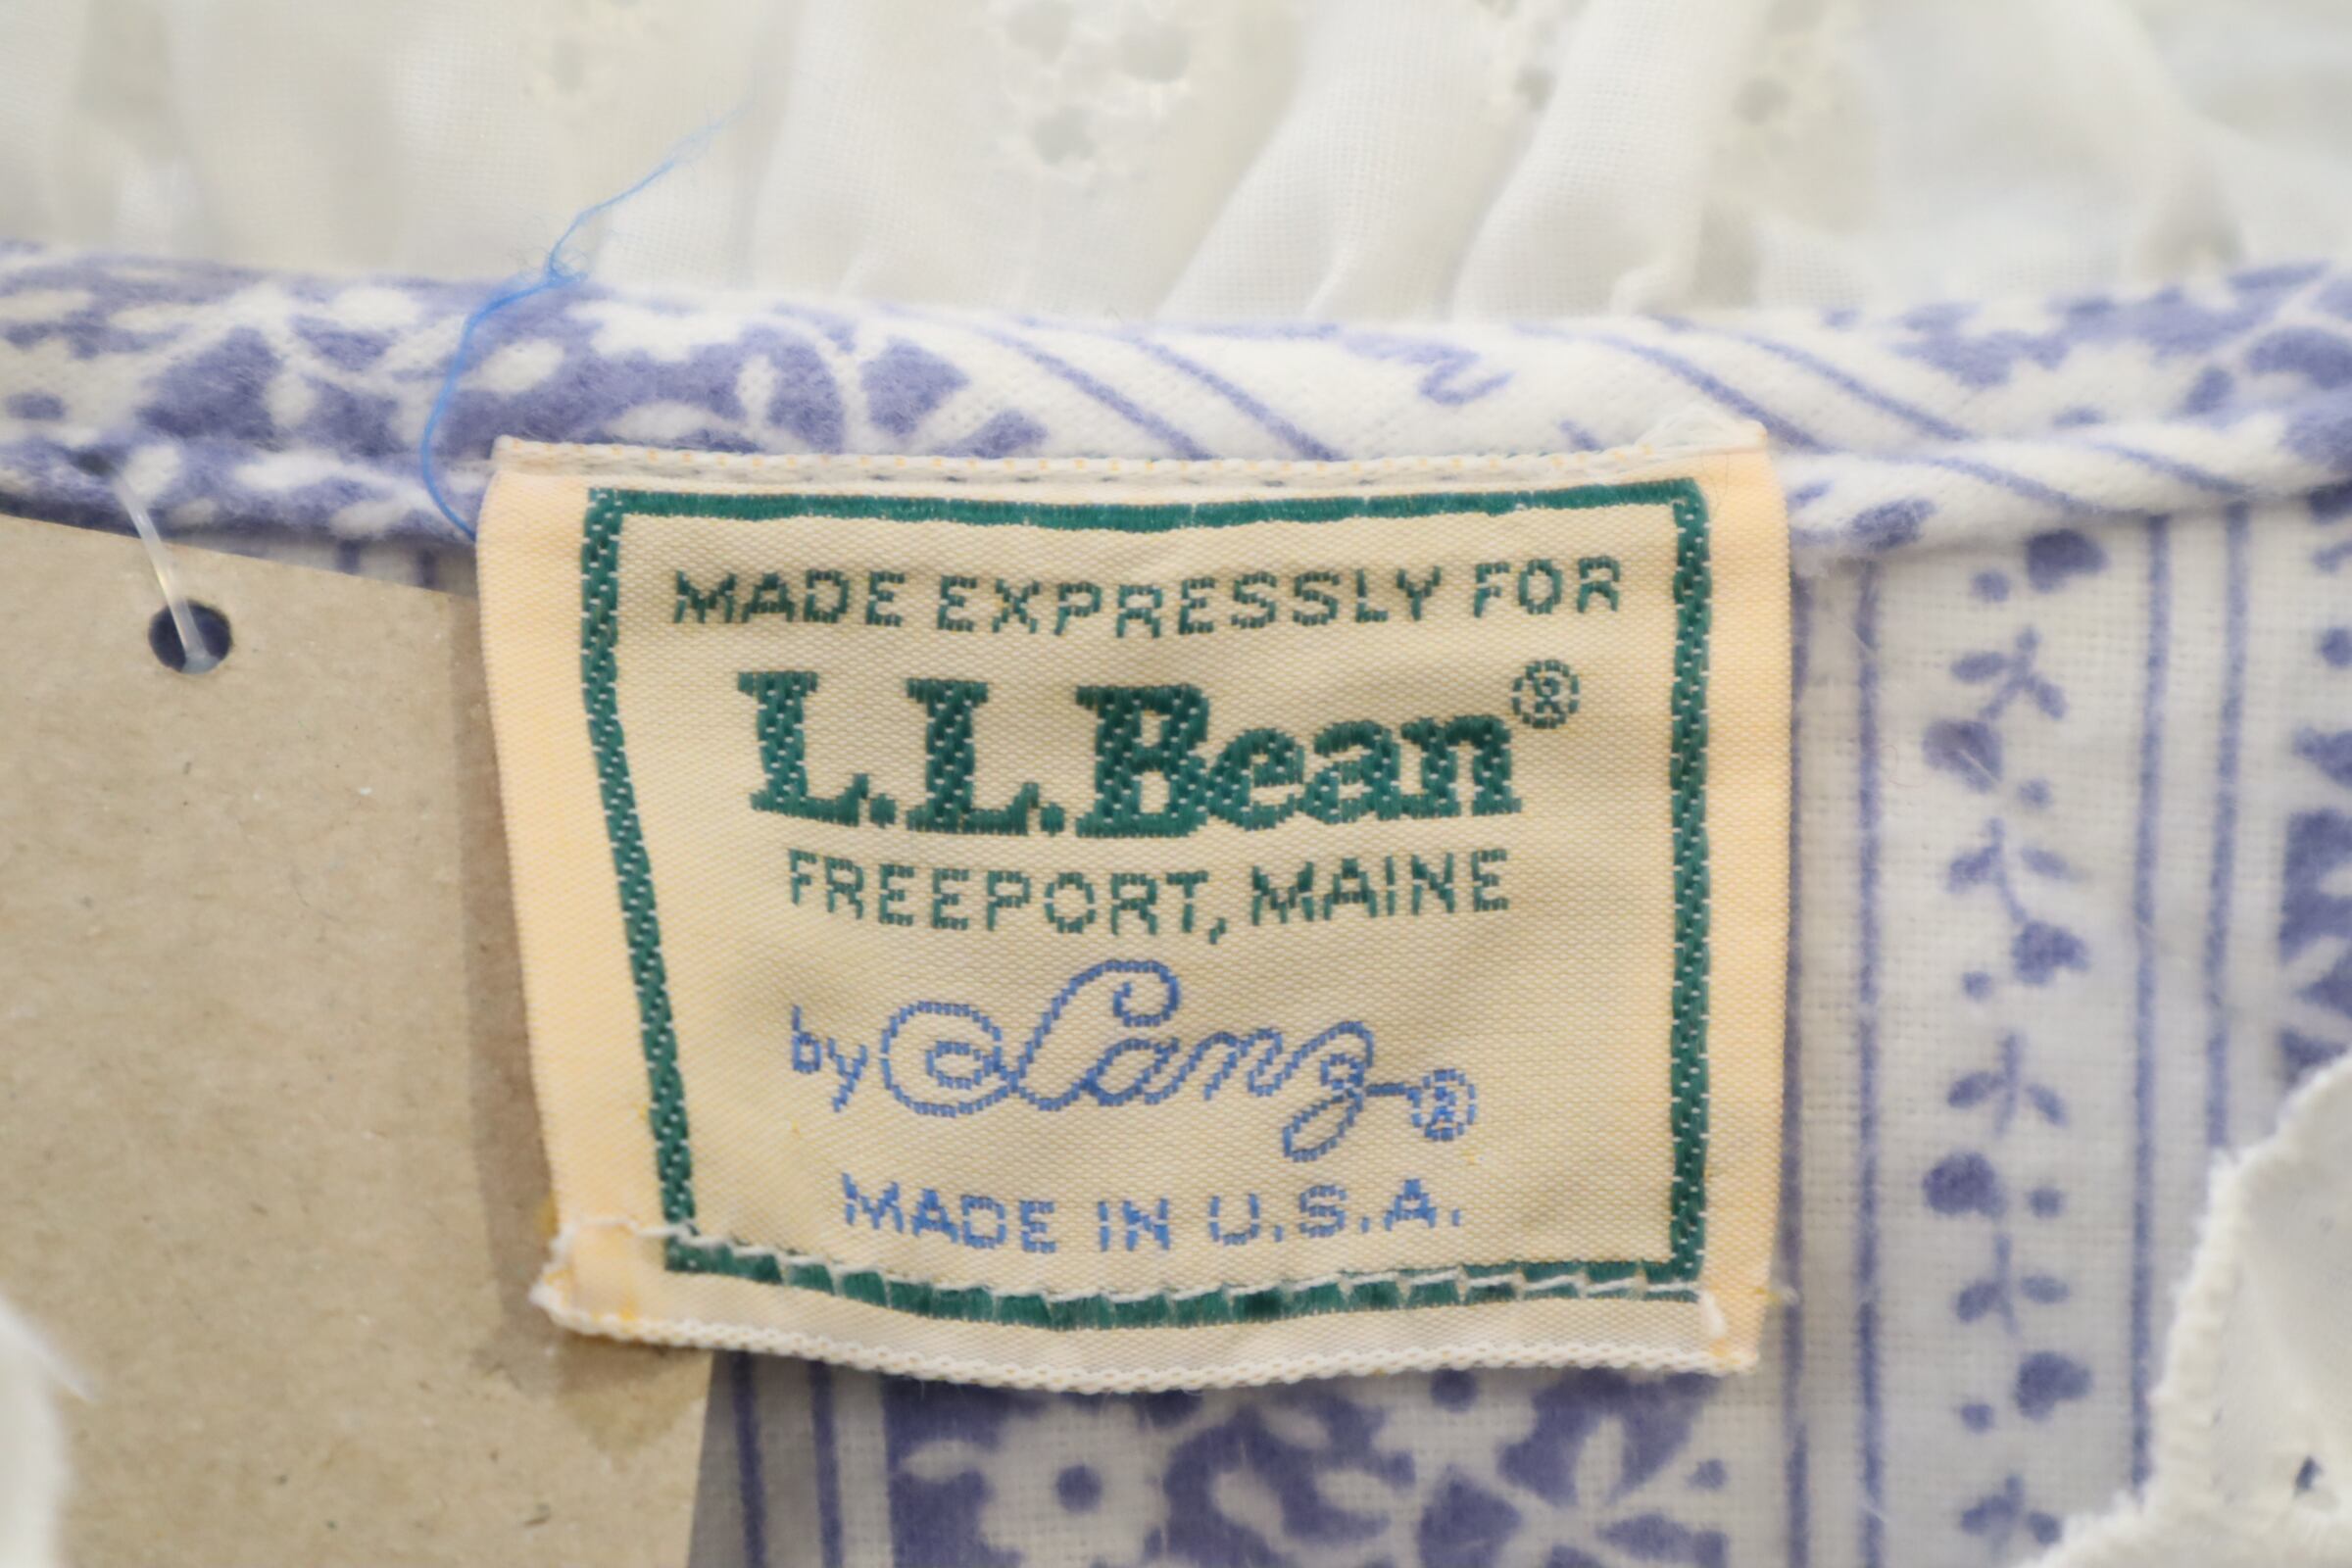 MADE EXPRESSLY FOR
L.L.Bean®
FREEPORT, MAINE
by Lanz®
MADE IN U.S.A.